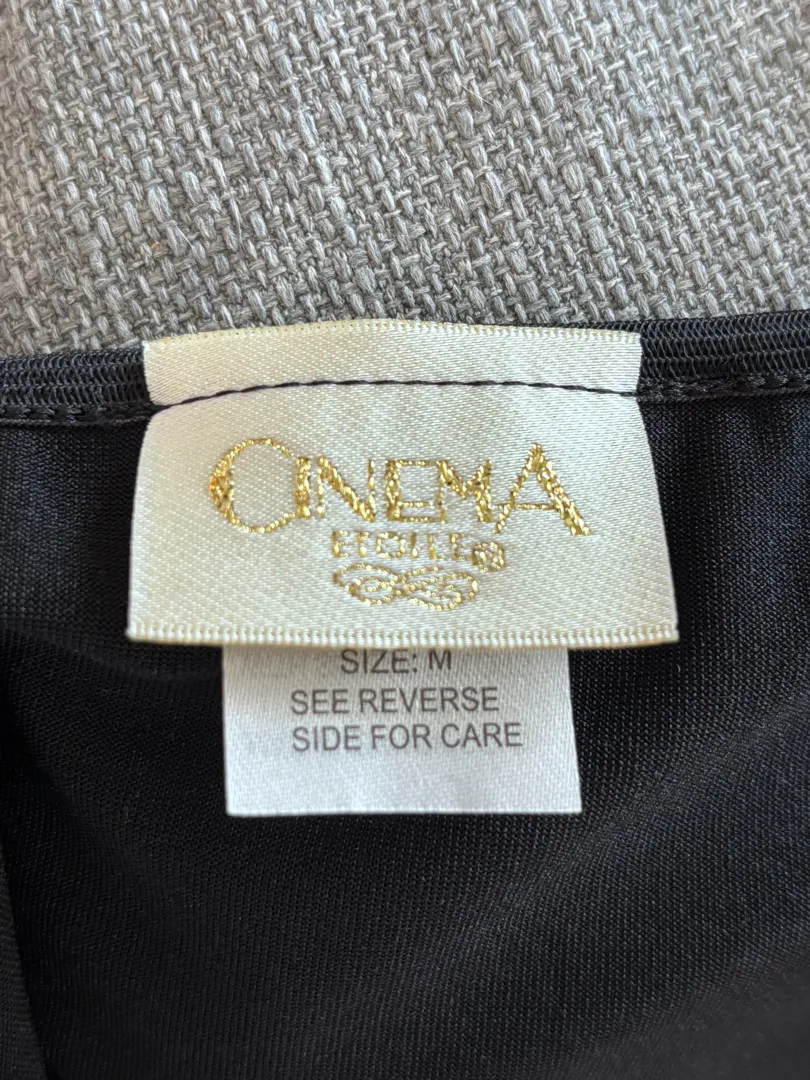 CINEMA
ETOILE®
SIZE: M
SEE REVERSE
SIDE FOR CARE